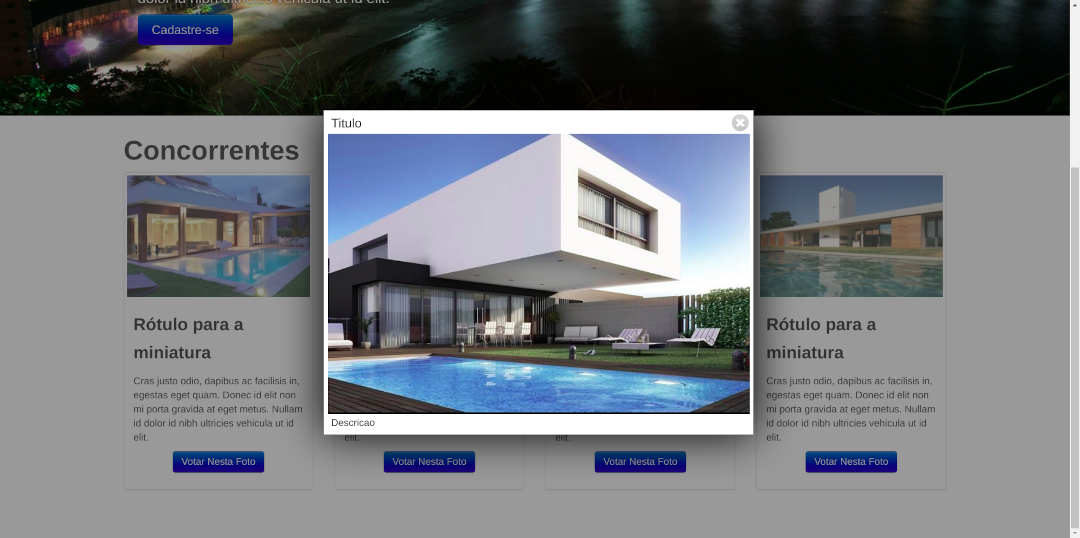 dolor id nibh ultricies vehicula ut id elit.
Cadastre-se
Titulo
Concorrentes
Rótulo para a
miniatura
Cras justo odio, dapibus ac facilisis in,
egestas eget quam. Donec id elit non
mi porta gravida at eget metus. Nullam
id dolor id nibh ultricies vehicula ut id
elit.
Votar Nesta Foto
Descricao
elit.
Votar Nesta Foto
elit.
Votar Nesta Foto
Rótulo para a
miniatura
Cras justo odio, dapibus ac facilisis in,
egestas eget quam. Donec id elit non
mi porta gravida at eget metus. Nullam
id dolor id nibh ultricies vehicula ut id
elit.
Votar Nesta Foto